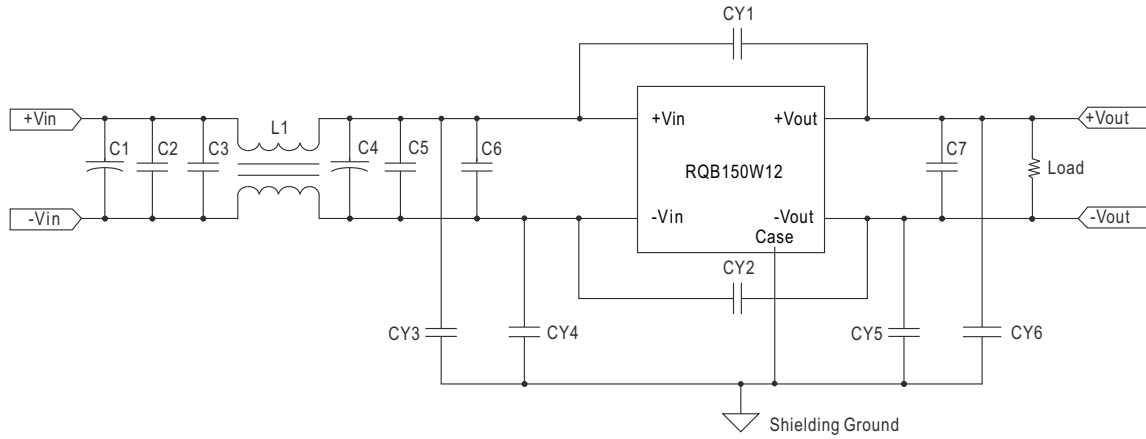 CY1
+Vin
L1
+Vin
+Vout
+Vout
C1
C2
C3
C4
C5
C6
C7
RQB150W12
Load
-Vin
-Vin
-Vout
-Vout
Case
CY2
CY3
CY4
CY5
CY6
Shielding Ground